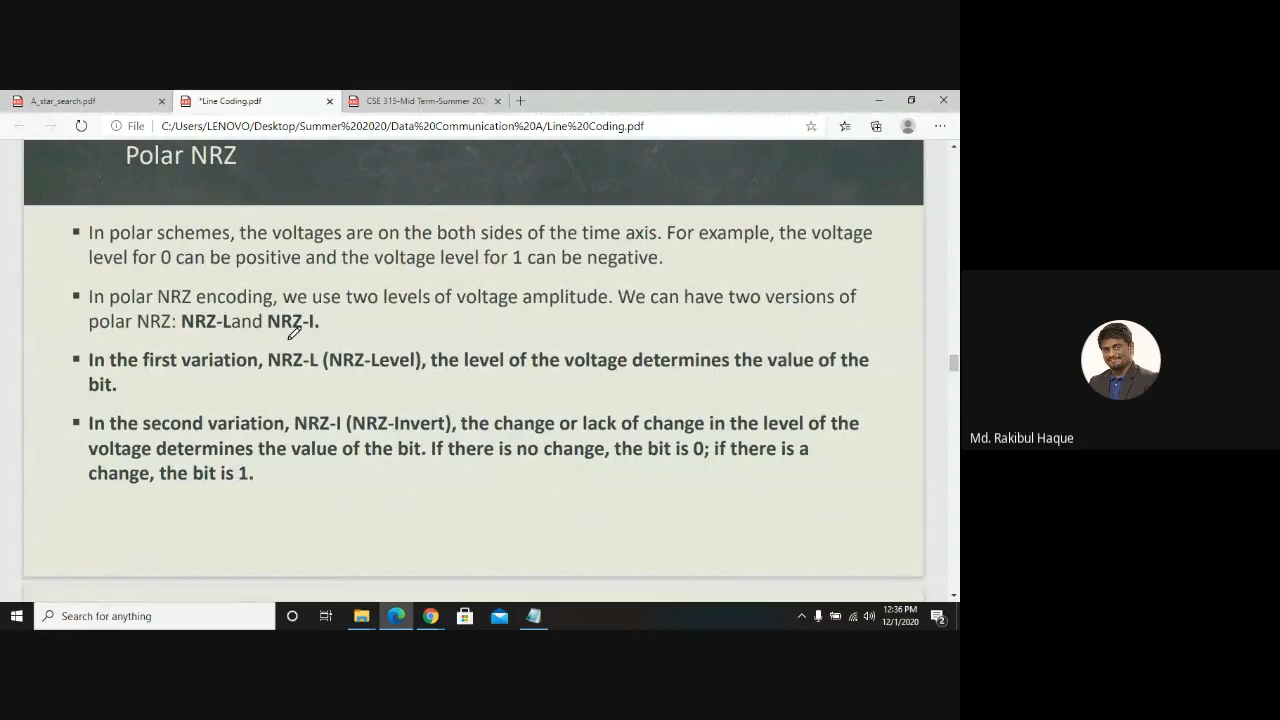 A_star_search.pdf
*Line Coding.pdf
CSE 315-Mid Term-Summer 202
File
C:/Users/LENOVO/Desktop/Summer%202020/Data%20Communication%20A/Line%20Coding.pdf
Polar NRZ
▪ In polar schemes, the voltages are on the both sides of the time axis. For example, the voltage
level for 0 can be positive and the voltage level for 1 can be negative.
▪ In polar NRZ encoding, we use two levels of voltage amplitude. We can have two versions of
polar NRZ: NRZ-Land NRZ-I.
▪ In the first variation, NRZ-L (NRZ-Level), the level of the voltage determines the value of the
bit.
▪ In the second variation, NRZ-I (NRZ-Invert), the change or lack of change in the level of the
voltage determines the value of the bit. If there is no change, the bit is 0; if there is a
change, the bit is 1.
Md. Rakibul Haque
Search for anything
12:36 PM
12/1/2020
2